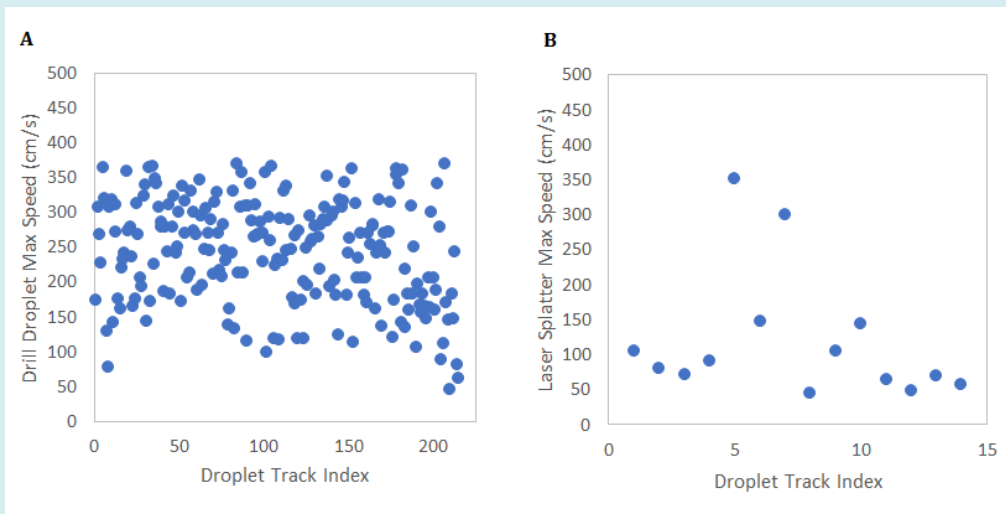 A
Drill Droplet Max Speed (cm/s)
500
450
400
350
300
250
200
150
100
50
0
0 50 100 150 200
Droplet Track Index
B
Laser Splatter Max Speed (cm/s)
500
450
400
350
300
250
200
150
100
50
0
0 5 10 15
Droplet Track Index